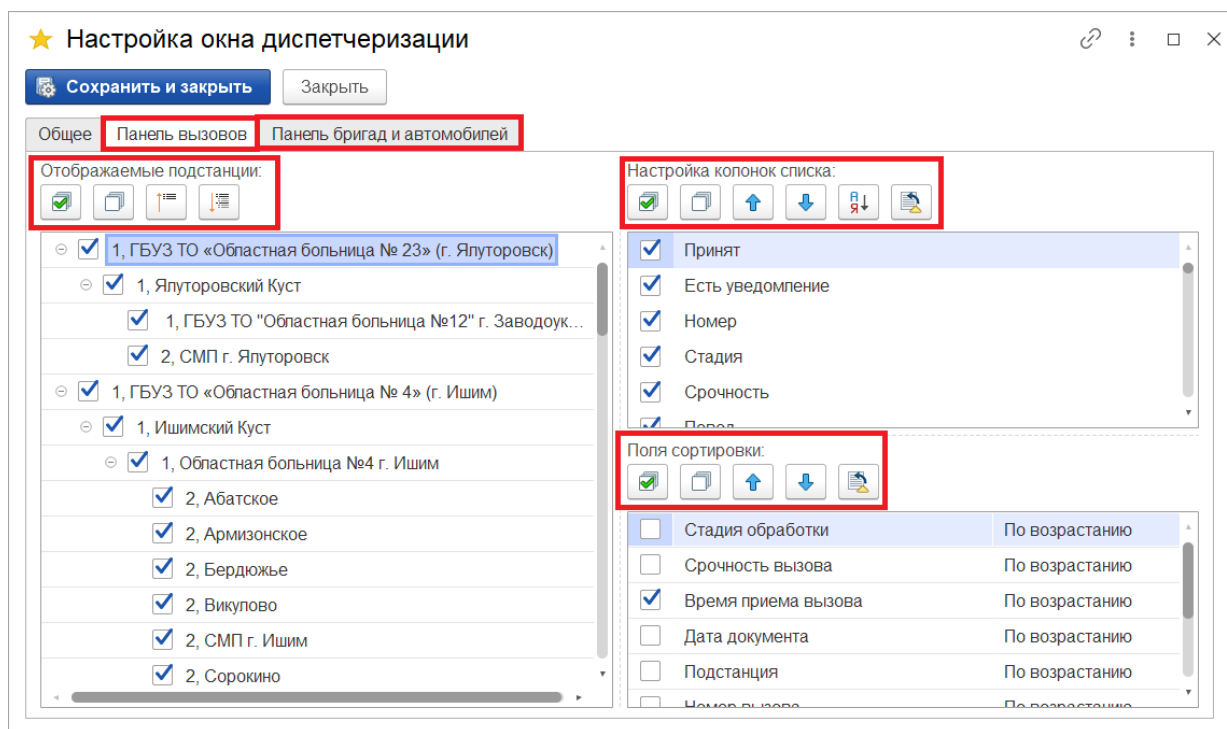 Настройка окна диспетчеризации
Сохранить и закрыть
Закрыть
Общее
Панель вызовов
Панель бригад и автомобилей
Отображаемые подстанции:
1, ГБУЗ ТО «Областная больница № 23» (г. Ялуторовск)
1, Ялуторовский Куст
1, ГБУЗ ТО "Областная больница №12" г. Заводоук...
2, СМП г. Ялуторовск
1, ГБУЗ ТО «Областная больница № 4» (г. Ишим)
1, Ишимский Куст
1, Областная больница №4 г. Ишим
2, Абатское
2, Армизонское
2, Бердюжье
2, Викулово
2, СМП г. Ишим
2, Сорокино
Настройка колонок списка:
Принят
Есть уведомление
Номер
Стадия
Срочность
Повод
Поля сортировки:
Стадия обработки По возрастанию
Срочность вызова По возрастанию
Время приема вызова По возрастанию
Дата документа По возрастанию
Подстанция По возрастанию
Номер вызова По возрастанию